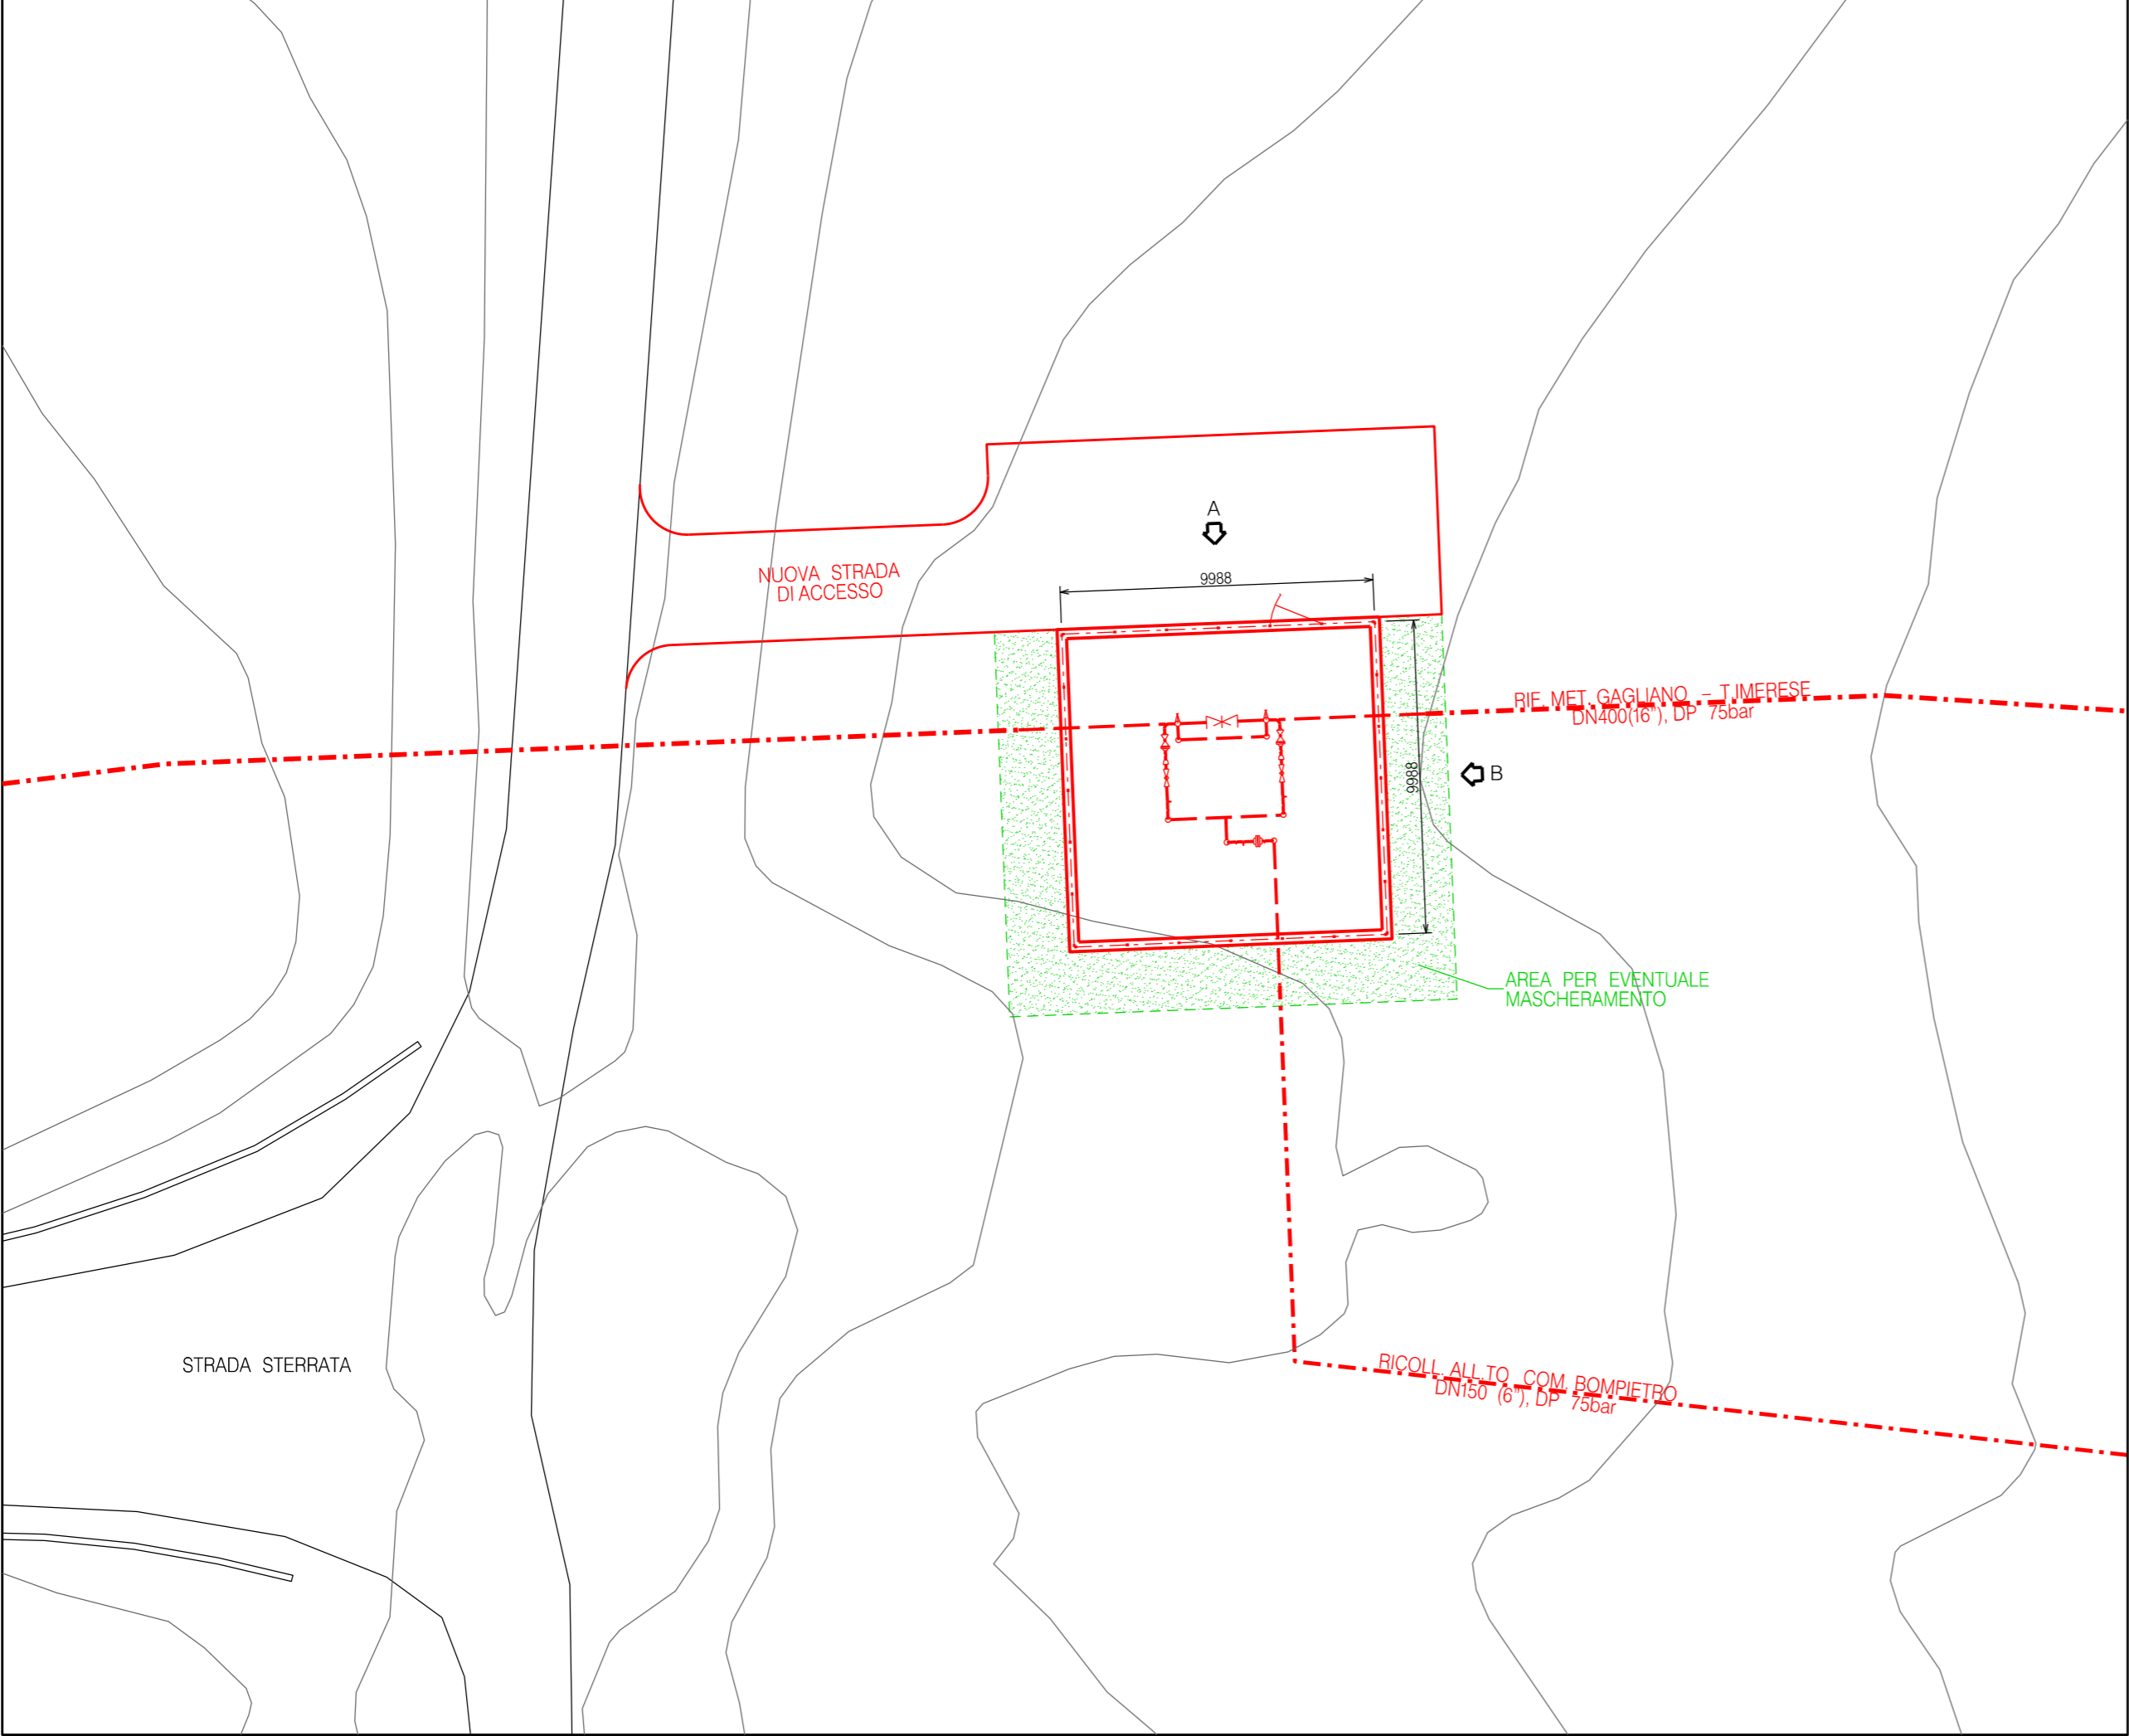 A
9988
NUOVA STRADA
DI ACCESSO
RIF. MET. GAGLIANO - T.IMERESE
DN400(16"), DP 75bar
9988
B
AREA PER EVENTUALE
MASCHERAMENTO
STRADA STERRATA
RICOLL. ALL.TO COM. BOMPIETRO
DN150 (6"), DP 75bar